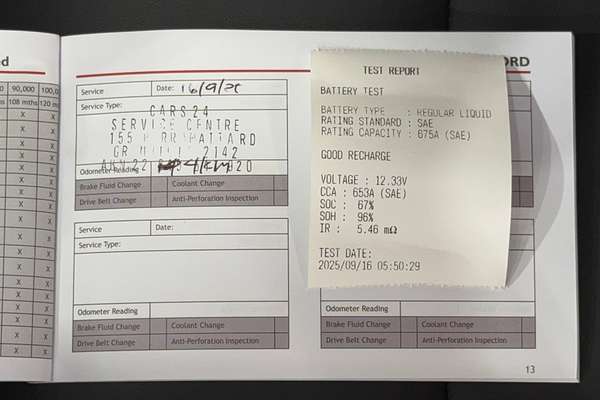 ed
ORD
90,000 100,0
108 mths 120 m
Service Date: 16/9/25
Service Type:
CARS24
SERVICE CENTRE
155
2142
Odometer Reading
Brake Fluid Change Coolant Change
Drive Belt Change Anti-Perforation Inspection
Service Date:
Service Type:
Odometer Reading
Brake Fluid Change Coolant Change
Drive Belt Change Anti-Perforation Inspection
TEST REPORT
BATTERY TEST
BATTERY TYPE : REGULAR LIQUID
RATING STANDARD : SAE
RATING CAPACITY : 675A (SAE)
GOOD RECHARGE
VOLTAGE : 12.33V
CCA : 653A (SAE)
SOC : 67%
SOH : 96%
IR : 5.46 mΩ
TEST DATE:
2025/09/16 05:50:29
Odometer Reading
Brake Fluid Change Coolant Change
Drive Belt Change Anti-Perforation Inspection
13